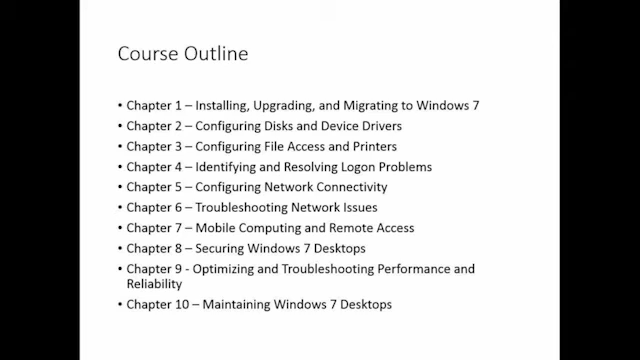 Course Outline
• Chapter 1 – Installing, Upgrading, and Migrating to Windows 7
• Chapter 2 – Configuring Disks and Device Drivers
• Chapter 3 – Configuring File Access and Printers
• Chapter 4 – Identifying and Resolving Logon Problems
• Chapter 5 – Configuring Network Connectivity
• Chapter 6 – Troubleshooting Network Issues
• Chapter 7 – Mobile Computing and Remote Access
• Chapter 8 – Securing Windows 7 Desktops
• Chapter 9 - Optimizing and Troubleshooting Performance and
Reliability
• Chapter 10 – Maintaining Windows 7 Desktops